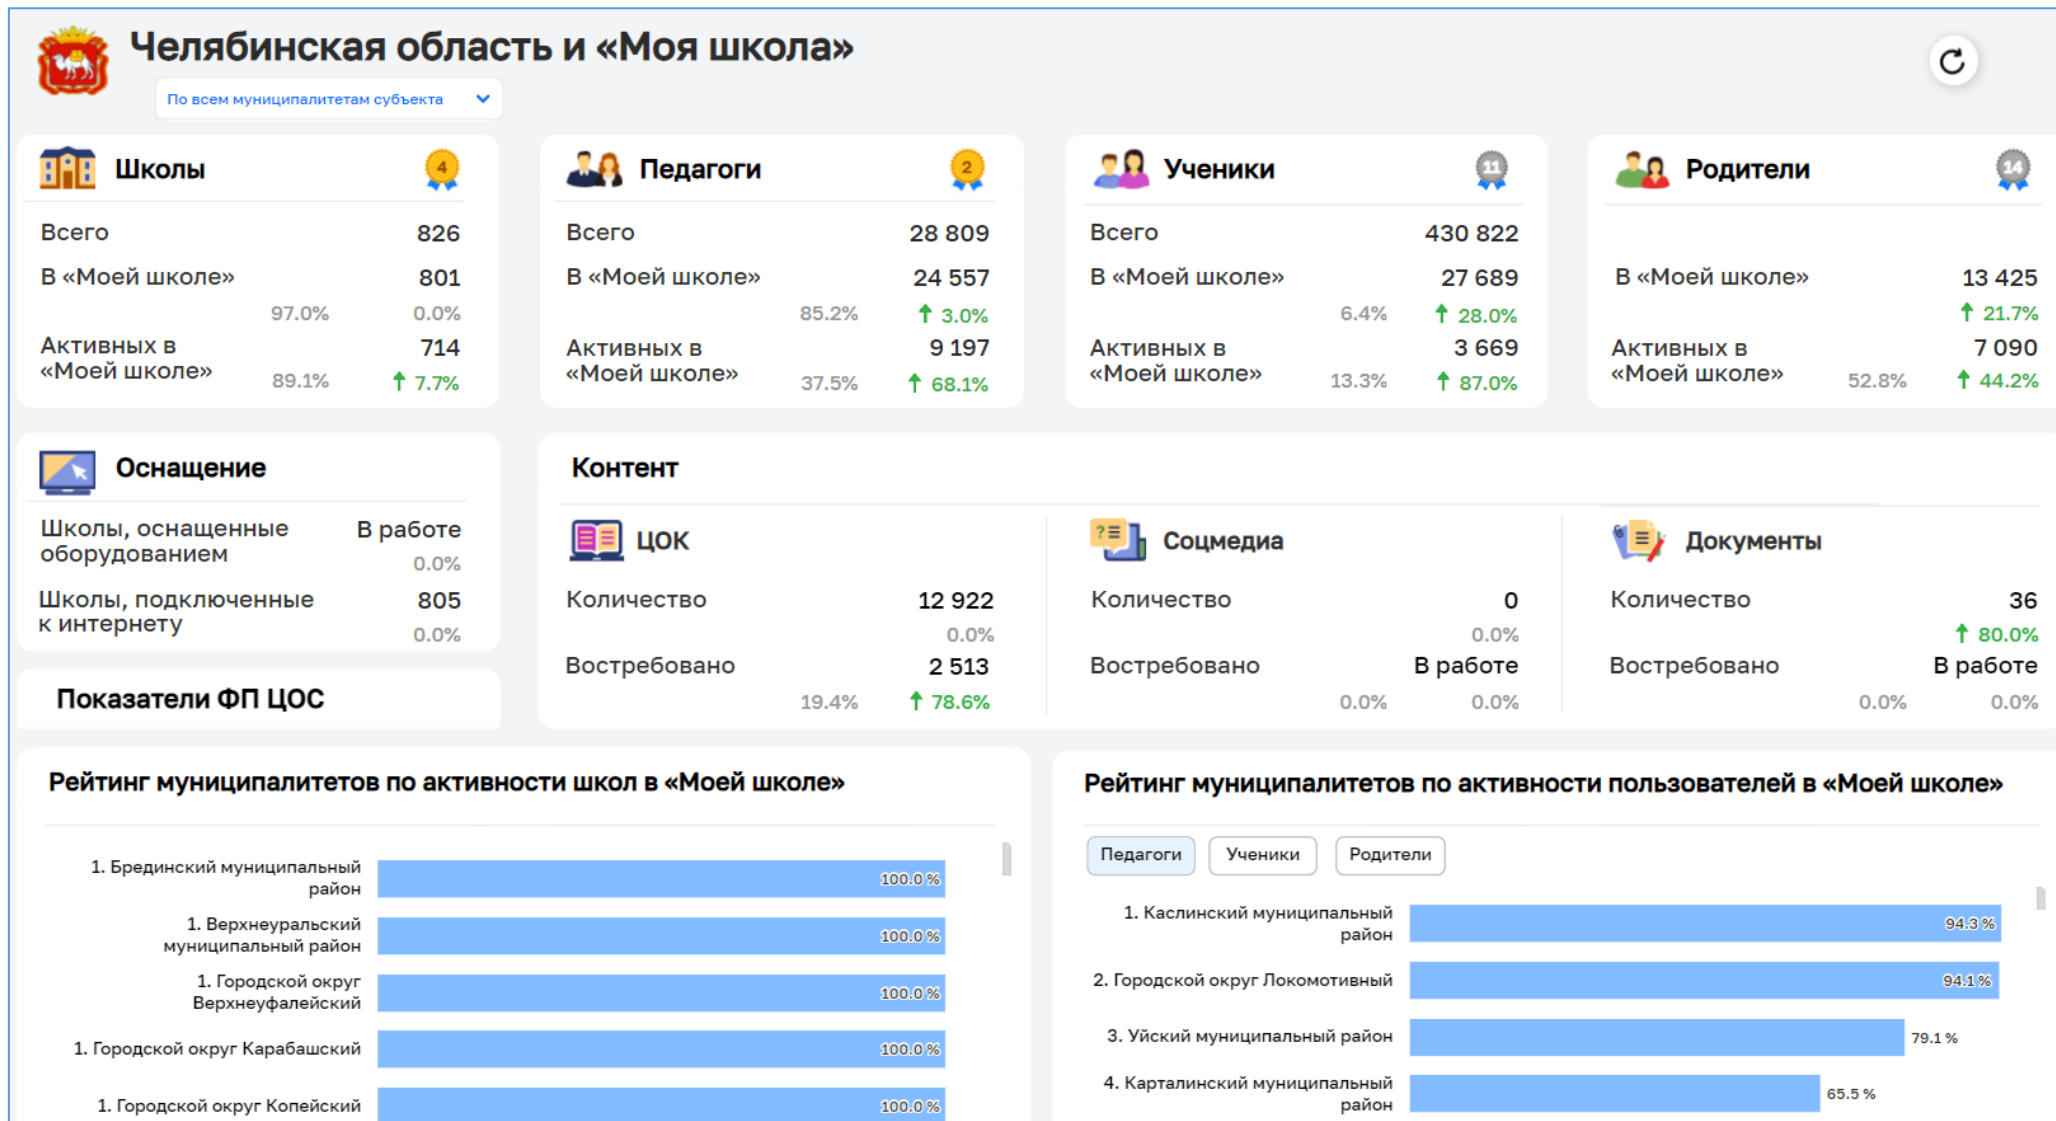 Челябинская область и «Моя школа»
По всем муниципалитетам субъекта
Школы
4
Всего 826
В «Моей школе» 801
97.0% 0.0%
Активных в
«Моей школе»
714
89.1% 7.7%
Педагоги
2
Всего 28 809
В «Моей школе» 24 557
85.2% 3.0%
Активных в
«Моей школе»
9 197
37.5% 68.1%
Ученики
11
Всего 430 822
В «Моей школе» 27 689
6.4% 28.0%
Активных в
«Моей школе»
3 669
13.3% 87.0%
Родители
14
В «Моей школе» 13 425
21.7%
Активных в
«Моей школе»
7 090
52.8% 44.2%
Оснащение
Школы, оснащенные
оборудованием
В работе
0.0%
Школы, подключенные
к интернету
805
0.0%
Показатели ФП ЦОС
Контент
ЦОК
Количество 12 922
0.0%
Востребовано 2 513
19.4% 78.6%
Соцмедиа
Количество 0
0.0%
Востребовано В работе
0.0% 0.0%
Документы
Количество 36
80.0%
Востребовано В работе
0.0% 0.0%
Рейтинг муниципалитетов по активности школ в «Моей школе»
1. Брединский муниципальный
район
100.0 %
1. Верхнеуральский
муниципальный район
100.0 %
1. Городской округ
Верхнеуфалейский
100.0 %
1. Городской округ Карабашский 100.0 %
1. Городской округ Копейский 100.0 %
Рейтинг муниципалитетов по активности пользователей в «Моей школе»
Педагоги Ученики Родители
1. Каслинский муниципальный
район
94.3 %
2. Городской округ Локомотивный 94.1 %
3. Уйский муниципальный район 79.1 %
4. Карталинский муниципальный
район
65.5 %